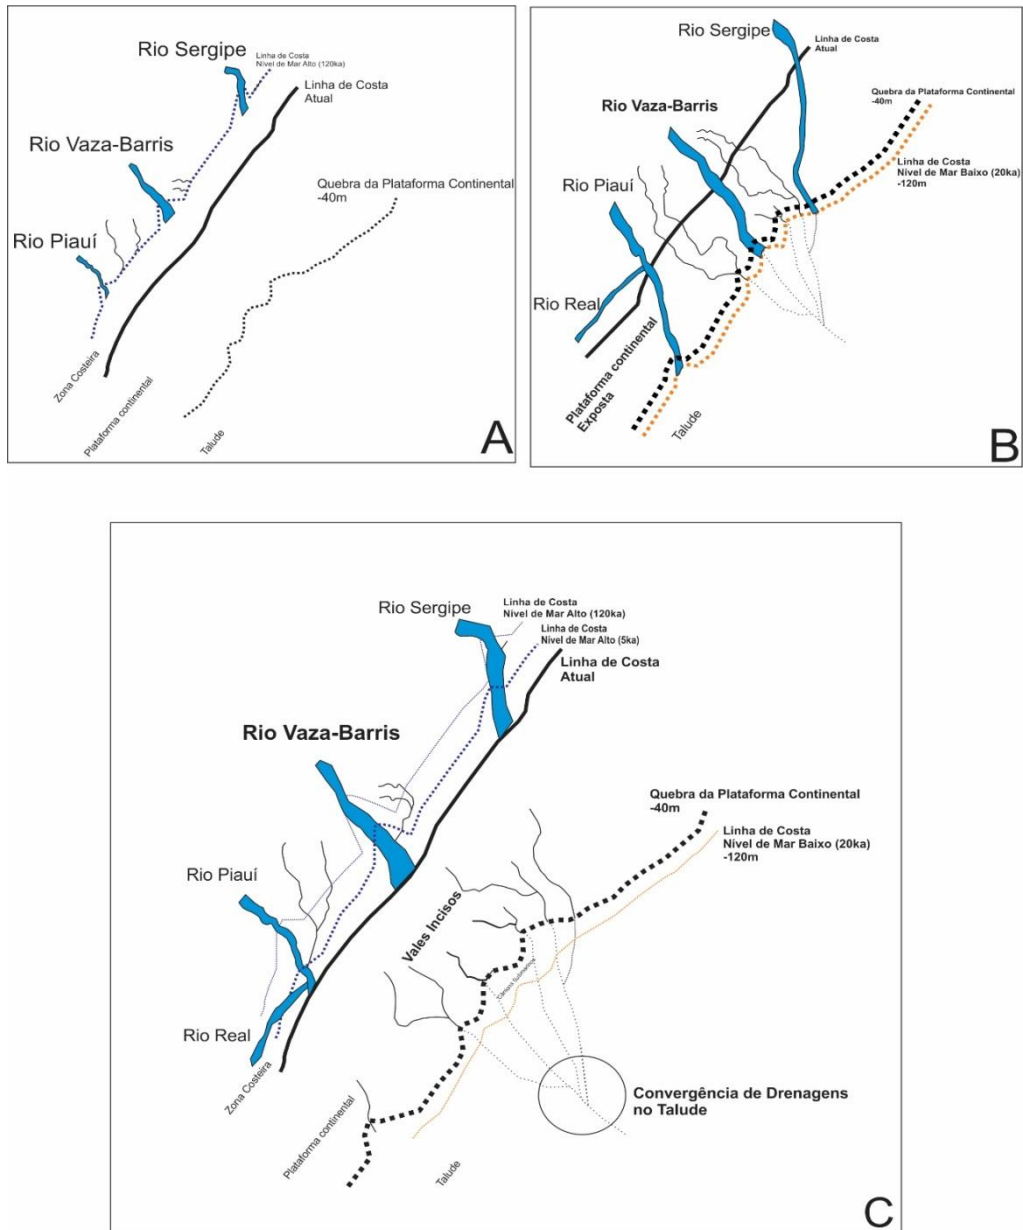 Rio Sergipe
Linha de Costa
Nível de Mar Alto (120ka)
Linha de Costa
Atual
Rio Vaza-Barris
Quebra da Plataforma Continental
-40m
Rio Piauí
Zona Costeira
Plataforma continental
Talude
A
Rio Sergipe
Linha de Costa
Atual
Quebra da Plataforma Continental
-40m
Rio Vaza-Barris
Linha de Costa
Nível de Mar Baixo (20ka)
-120m
Rio Piauí
Rio Real
Plataforma continental
Exposta
Talude
B
Rio Sergipe
Linha de Costa
Nível de Mar Alto (120ka)
Linha de Costa
Nível de Mar Alto (5ka)
Linha de Costa
Atual
Rio Vaza-Barris
Quebra da Plataforma Continental
-40m
Linha de Costa
Nível de Mar Baixo (20ka)
-120m
Rio Piauí
Vales Incisos
Cânions Submarinos
Rio Real
Zona Costeira
Convergência de Drenagens
no Talude
Plataforma continental
Talude
C